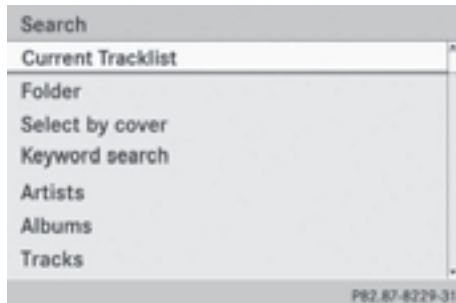 Search
Current Tracklist
Folder
Select by cover
Keyword search
Artists
Albums
Tracks
P82.87-8229-31